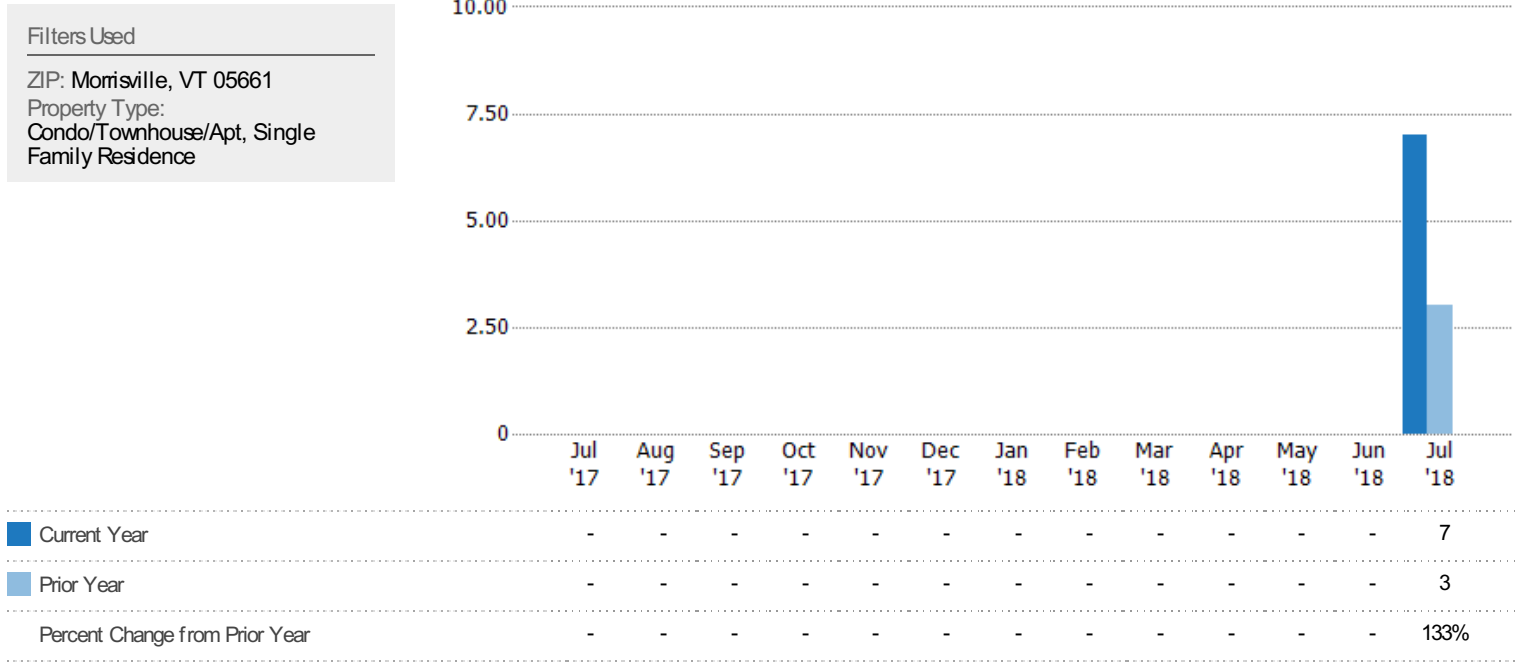 Filters Used
ZIP: Morrisville, VT 05661
Property Type:
Condo/Townhouse/Apt, Single
Family Residence
10.00
7.50
5.00
2.50
0
Jul Aug Sep Oct Nov Dec Jan Feb Mar Apr May Jun Jul
'17 '17 '17 '17 '17 '17 '18 '18 '18 '18 '18 '18 '18
Current Year - - - - - - - - - - - - 7
Prior Year - - - - - - - - - - - - 3
Percent Change from Prior Year - - - - - - - - - - - - 133%